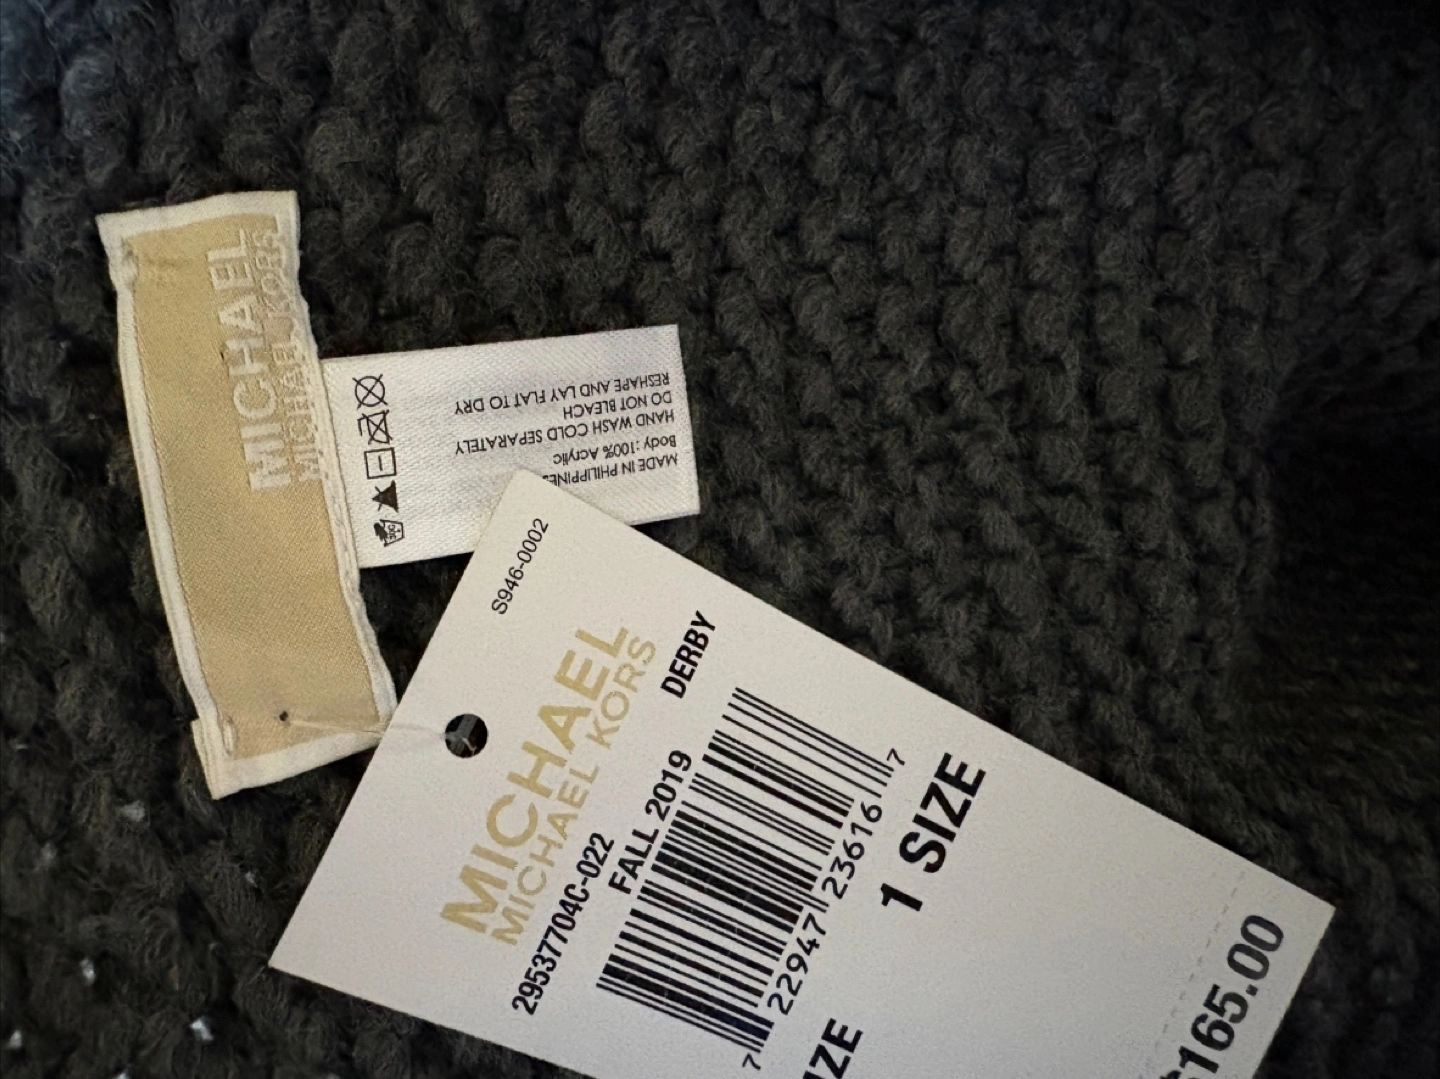 MICHAEL
MICHAEL KORS
MADE IN PHILIPPINES
Body: 100% Acrylic
HAND WASH COLD SEPARATELY
DO NOT BLEACH
RESHAPE AND LAY FLAT TO DRY
S946-0002
MICHAEL
MICHAEL KORS
29537704C-022
FALL 2019
DERBY
7 22947 23616 7
1 SIZE
$165.00